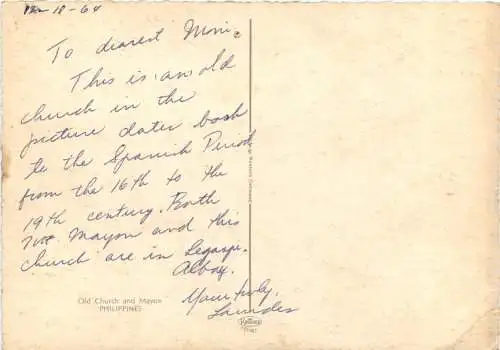 12-18-64
To dearest Moni
This is an old
church in the
picture dates back
to the Spanish Period
from the 16th to the
19th century. Both
Mt. Mayon and this
church are in Legaspi,
Albay.
Yours truly,
Lourdes
Old Church and Mayon
PHILIPPINES